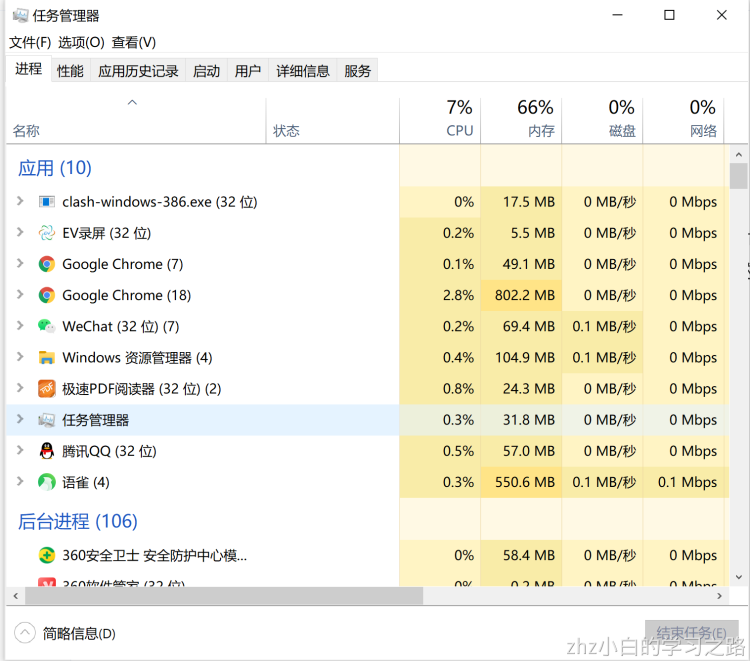 任务管理器
文件(F) 选项(O) 查看(V)
进程 性能 应用历史记录 启动 用户 详细信息 服务
7% 66% 0% 0%
名称 状态 CPU 内存 磁盘 网络
应用 (10)
clash-windows-386.exe (32 位) 0% 17.5 MB 0 MB/秒 0 Mbps
EV录屏 (32 位) 0.2% 5.5 MB 0 MB/秒 0 Mbps
Google Chrome (7) 0.1% 49.1 MB 0 MB/秒 0 Mbps
Google Chrome (18) 2.8% 802.2 MB 0 MB/秒 0 Mbps
WeChat (32 位) (7) 0.2% 69.4 MB 0.1 MB/秒 0 Mbps
Windows 资源管理器 (4) 0.4% 104.9 MB 0.1 MB/秒 0 Mbps
极速PDF阅读器 (32 位) (2) 0.8% 24.3 MB 0 MB/秒 0 Mbps
任务管理器 0.3% 31.8 MB 0 MB/秒 0 Mbps
腾讯QQ (32 位) 0.5% 57.0 MB 0 MB/秒 0 Mbps
语雀 (4) 0.3% 550.6 MB 0.1 MB/秒 0.1 Mbps
后台进程 (106)
360安全卫士 安全防护中心模... 0% 58.4 MB 0 MB/秒 0 Mbps
360软件管家 (32 位) 0% 0.2 MB 0 MB/秒 0 Mbps
简略信息(D) 结束任务(E)
zhz小白的学习之路